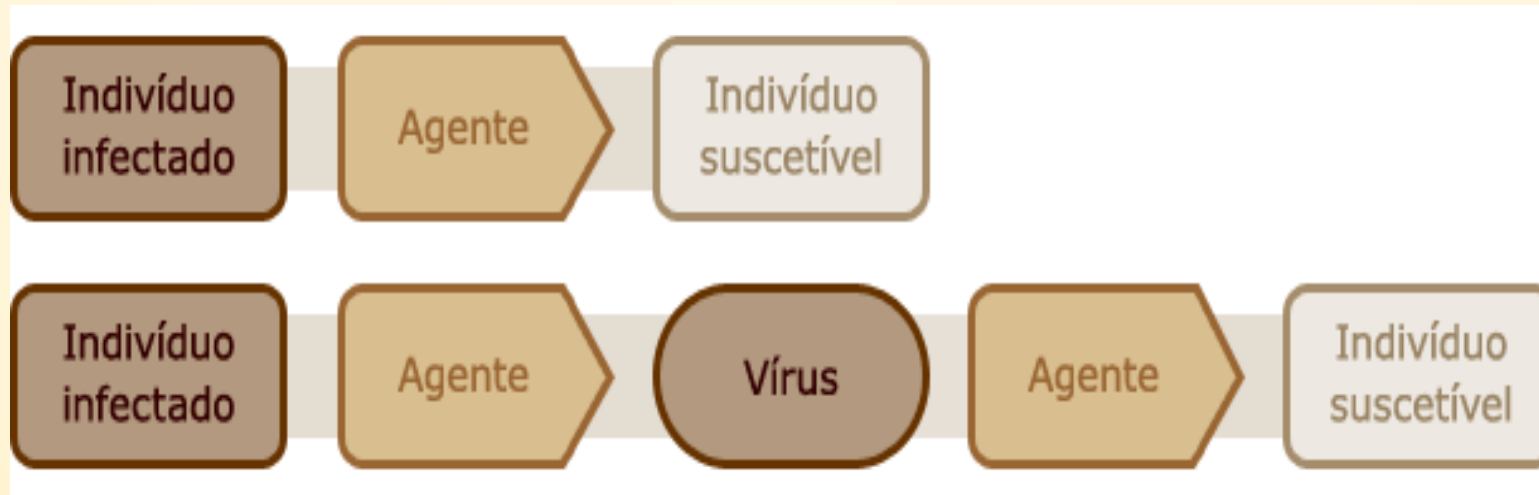 Indivíduo
infectado
Agente
Indivíduo
suscetível
Indivíduo
infectado
Agente
Vírus
Agente
Indivíduo
suscetível